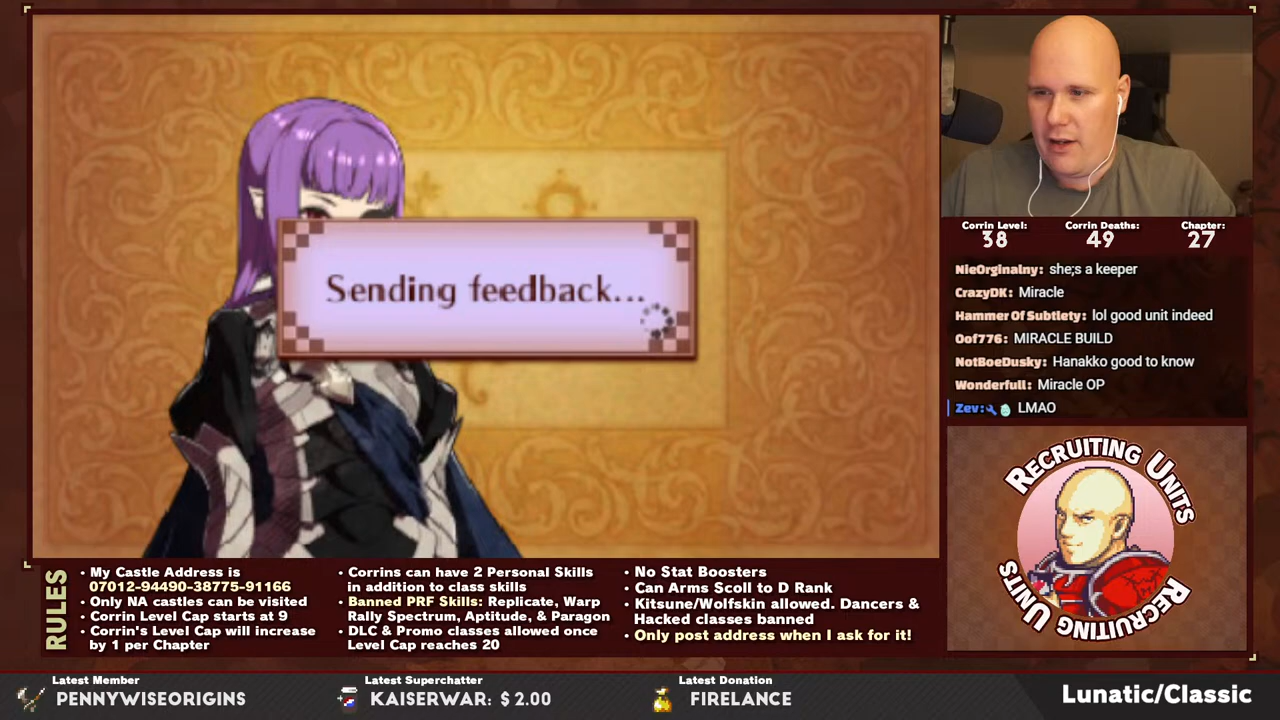 Sending feedback...
Corrin Level:
38
Corrin Deaths:
49
Chapter:
27
NieOrginalny: she;s a keeper
CrazyDK: Miracle
Hammer Of Subtlety: lol good unit indeed
Oof776: MIRACLE BUILD
NotBoeDusky: Hanakko good to know
Wonderfull: Miracle OP
Zev: LMAO
RECRUITING UNITS
RECRUITING UNITS
RULES
• My Castle Address is
07012-94490-38775-91166
• Only NA castles can be visited
• Corrin Level Cap starts at 9
• Corrin's Level Cap will increase
by 1 per Chapter
• Corrins can have 2 Personal Skills
in addition to class skills
• Banned PRF Skills: Replicate, Warp
Rally Spectrum, Aptitude, & Paragon
• DLC & Promo classes allowed once
Level Cap reaches 20
• No Stat Boosters
• Can Arms Scoll to D Rank
• Kitsune/Wolfskin allowed. Dancers &
Hacked classes banned
• Only post address when I ask for it!
Latest Member
PENNYWISEORIGINS
Latest Superchatter
KAISERWAR: $ 2.00
Latest Donation
FIRELANCE
Lunatic/Classic